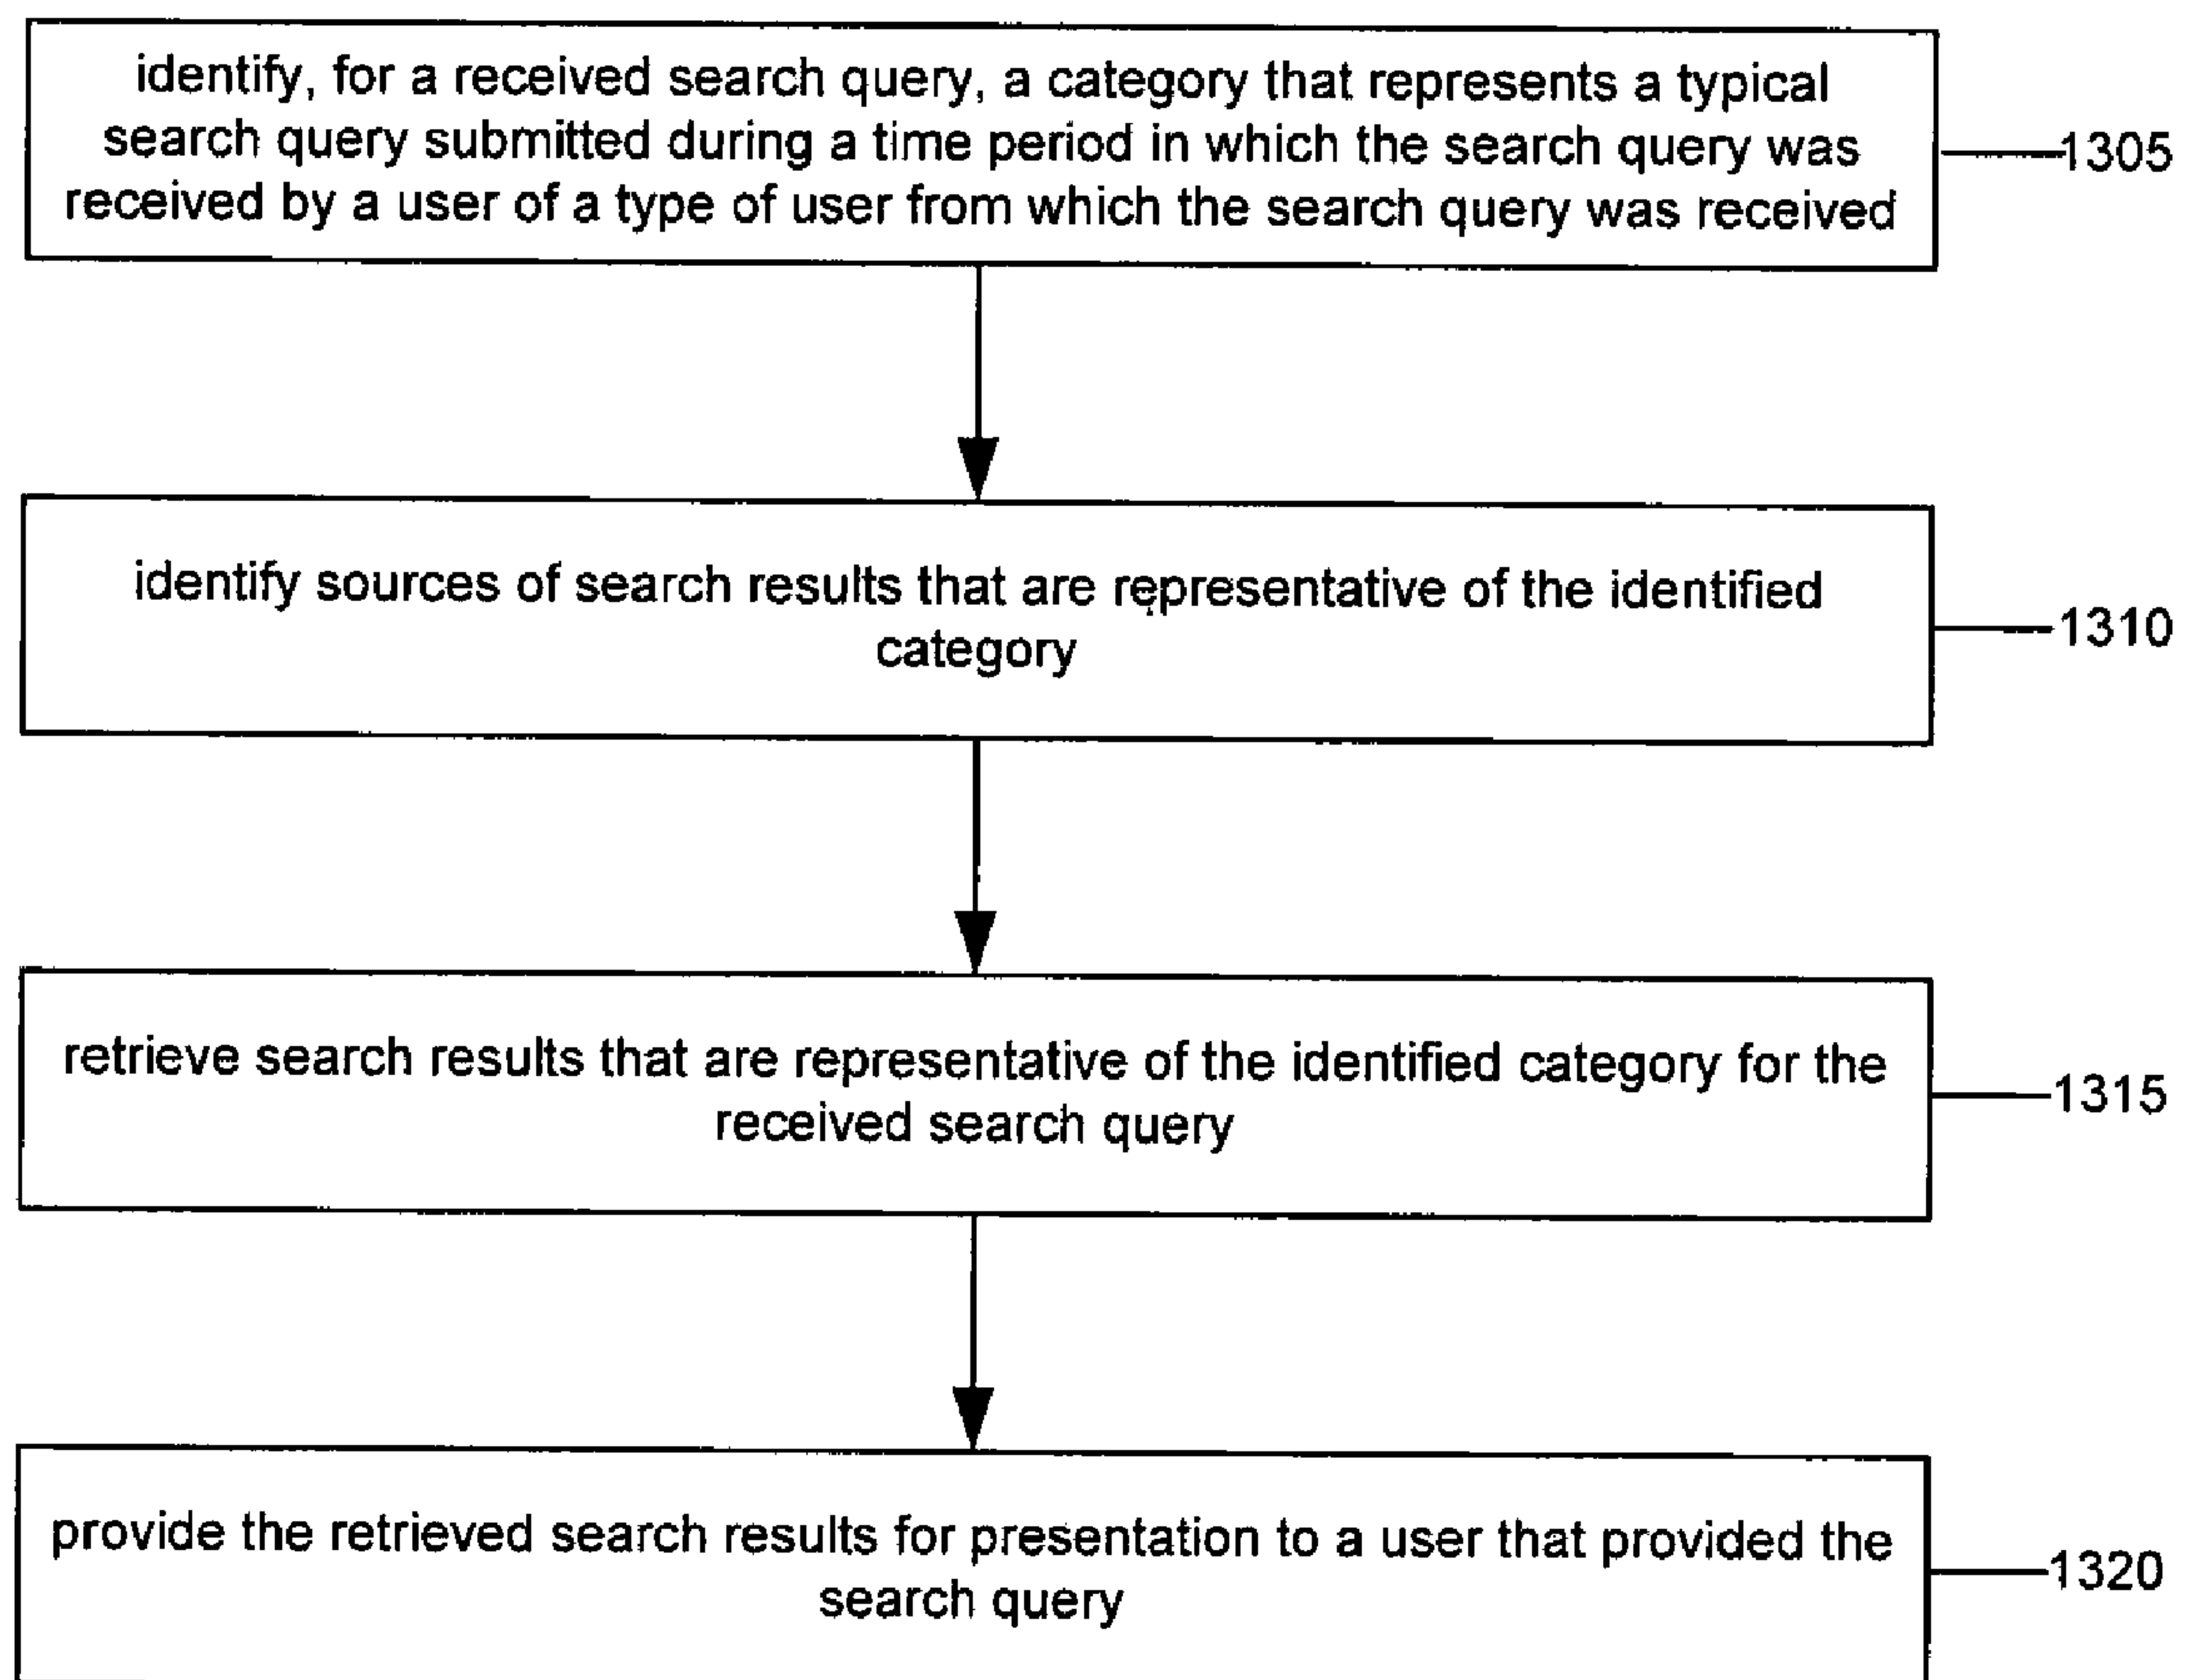 identify, for a received search query, a category that represents a typical
search query submitted during a time period in which the search query was
received by a user of a type of user from which the search query was received
1305
identify sources of search results that are representative of the identified
category
1310
retrieve search results that are representative of the identified category for the
received search query
1315
provide the retrieved search results for presentation to a user that provided the
search query
1320